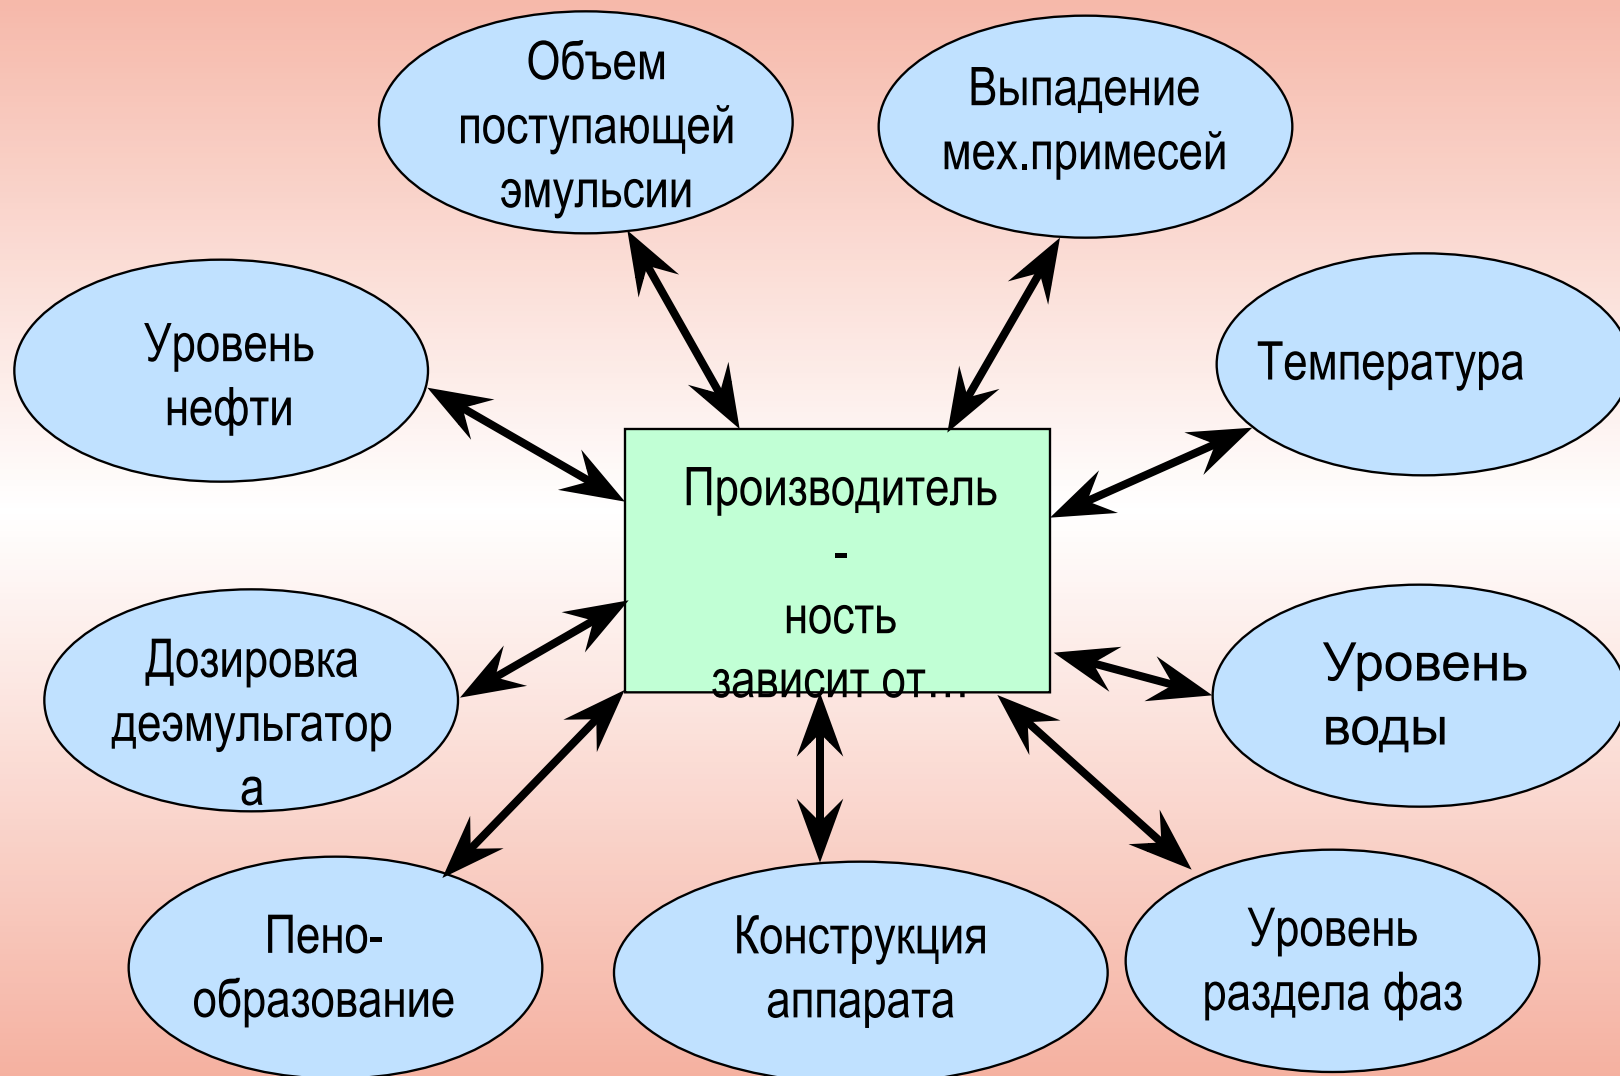 Объем
поступающей
эмульсии
Выпадение
мех.примесей
Уровень
нефти
Температура
Производитель
-
ность
зависит от...
Дозировка
деэмульгатор
а
Уровень
воды
Пено-
образование
Конструкция
аппарата
Уровень
раздела фаз